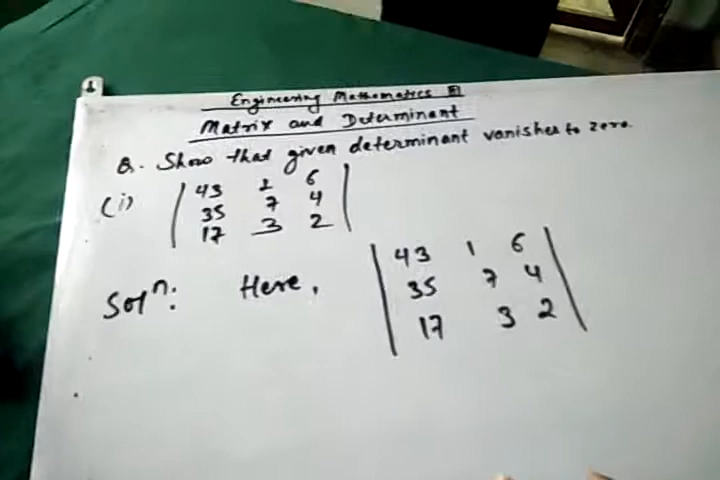 Engineering Mathematics II
Matrix and Determinant
Q. Show that given determinant vanishes to zero.
(i) | 43 1 6 |
| 35 7 4 |
| 17 3 2 |
Solⁿ: Here, | 43 1 6 |
| 35 7 4 |
| 17 3 2 |